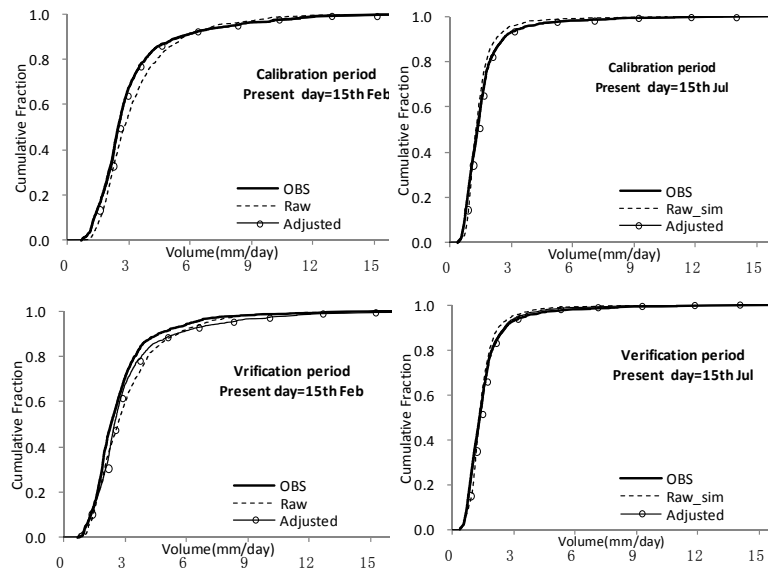 1.0
0.8
0.6
0.4
0.2
0.0
Cumulative Fraction
Calibration period
Present day=15th Feb
OBS
Raw
Adjusted
Volume(mm/day)
0 3 6 9 12 15
1.0
0.8
0.6
0.4
0.2
0.0
Cumulative Fraction
Calibration period
Present day=15th Jul
OBS
Raw_sim
Adjusted
Volume(mm/day)
0 3 6 9 12 15
1.0
0.8
0.6
0.4
0.2
0.0
Cumulative Fraction
Vrification period
Present day=15th Feb
OBS
Raw
Adjusted
Volume(mm/day)
0 3 6 9 12 15
1.0
0.8
0.6
0.4
0.2
0.0
Cumulative Fraction
Verification period
Present day=15th Jul
OBS
Raw_sim
Adjusted
Volume(mm/day)
0 3 6 9 12 15